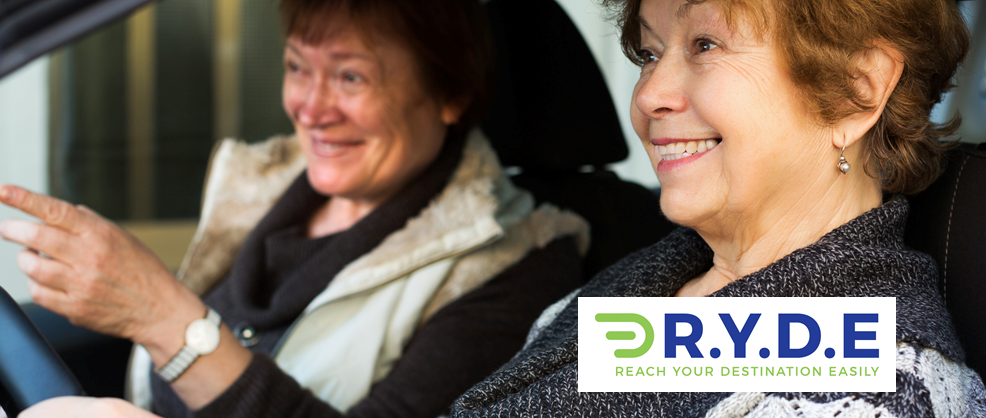 R.Y.D.E
REACH YOUR DESTINATION EASILY